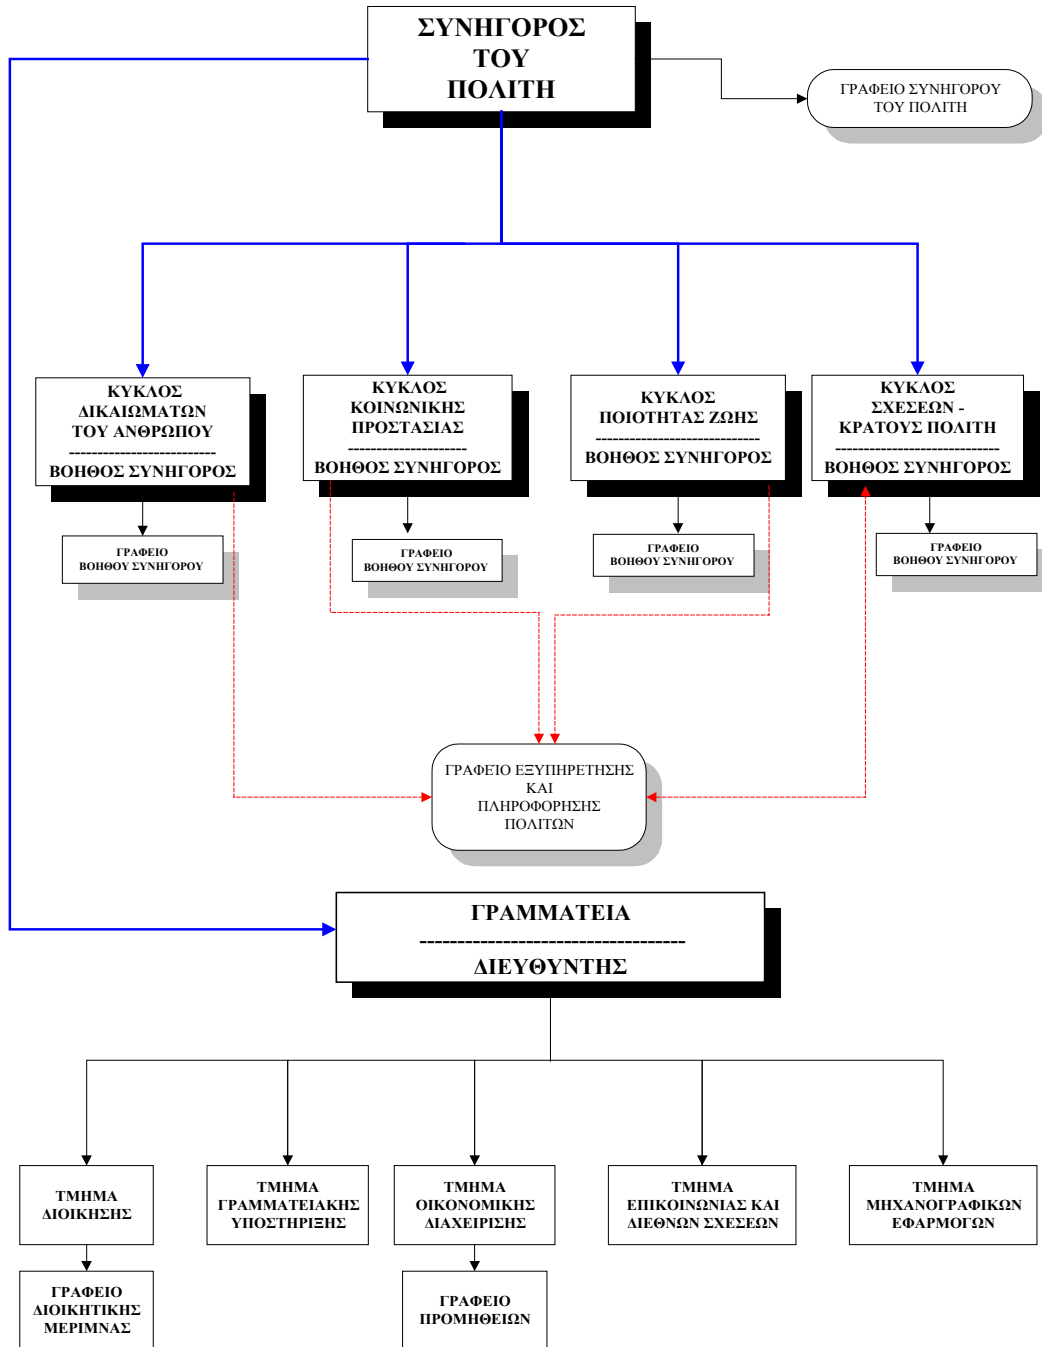 ΣΥΝΗΓΟΡΟΣ
ΤΟΥ
ΠΟΛΙΤΗ
ΓΡΑΦΕΙΟ ΣΥΝΗΓΟΡΟΥ
ΤΟΥ ΠΟΛΙΤΗ
ΚΥΚΛΟΣ
ΔΙΚΑΙΩΜΑΤΩΝ
ΤΟΥ ΑΝΘΡΩΠΟΥ
--------------------------
ΒΟΗΘΟΣ ΣΥΝΗΓΟΡΟΣ
ΚΥΚΛΟΣ
ΚΟΙΝΩΝΙΚΗΣ
ΠΡΟΣΤΑΣΙΑΣ
---------------------
ΒΟΗΘΟΣ ΣΥΝΗΓΟΡΟΣ
ΚΥΚΛΟΣ
ΠΟΙΟΤΗΤΑΣ ΖΩΗΣ
-----------------------------
ΒΟΗΘΟΣ ΣΥΝΗΓΟΡΟΣ
ΚΥΚΛΟΣ
ΣΧΕΣΕΩΝ -
ΚΡΑΤΟΥΣ ΠΟΛΙΤΗ
-----------------------------
ΒΟΗΘΟΣ ΣΥΝΗΓΟΡΟΣ
ΓΡΑΦΕΙΟ
ΒΟΗΘΟΥ ΣΥΝΗΓΟΡΟΥ
ΓΡΑΦΕΙΟ
ΒΟΗΘΟΥ ΣΥΝΗΓΟΡΟΥ
ΓΡΑΦΕΙΟ
ΒΟΗΘΟΥ ΣΥΝΗΓΟΡΟΥ
ΓΡΑΦΕΙΟ
ΒΟΗΘΟΥ ΣΥΝΗΓΟΡΟΥ
ΓΡΑΦΕΊΟ ΕΞΥΠΗΡΕΤΗΣΗΣ
ΚΑΙ
ΠΛΗΡΟΦΟΡΗΣΗΣ
ΠΟΛΙΤΩΝ
ΓΡΑΜΜΑΤΕΙΑ
-----------------------------------
ΔΙΕΥΘΥΝΤΗΣ
ΤΜΗΜΑ
ΔΙΟΙΚΗΣΗΣ
ΤΜΗΜΑ
ΓΡΑΜΜΑΤΕΙΑΚΗΣ
ΥΠΟΣΤΗΡΙΞΗΣ
ΤΜΗΜΑ
ΟΙΚΟΝΟΜΙΚΗΣ
ΔΙΑΧΕΙΡΙΣΗΣ
ΤΜΗΜΑ
ΕΠΙΚΟΙΝΩΝΙΑΣ ΚΑΙ
ΔΙΕΘΝΩΝ ΣΧΕΣΕΩΝ
ΤΜΗΜΑ
ΜΗΧΑΝΟΓΡΑΦΙΚΩΝ
ΕΦΑΡΜΟΓΩΝ
ΓΡΑΦΕΙΟ
ΔΙΟΙΚΗΤΙΚΗΣ
ΜΕΡΙΜΝΑΣ
ΓΡΑΦΕΙΟ
ΠΡΟΜΗΘΕΙΩΝ